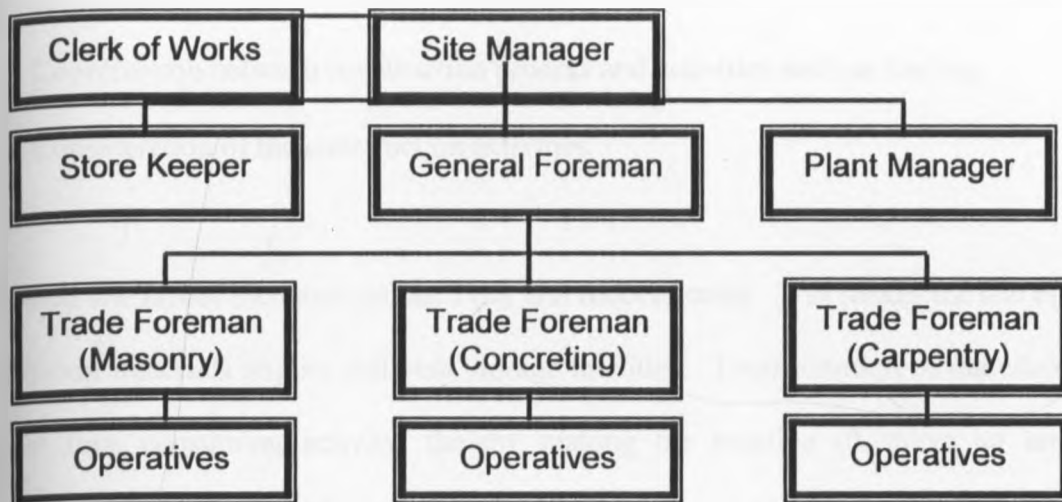 Clerk of Works
Site Manager
Store Keeper
General Foreman
Plant Manager
Trade Foreman
(Masonry)
Trade Foreman
(Concreting)
Trade Foreman
(Carpentry)
Operatives
Operatives
Operatives